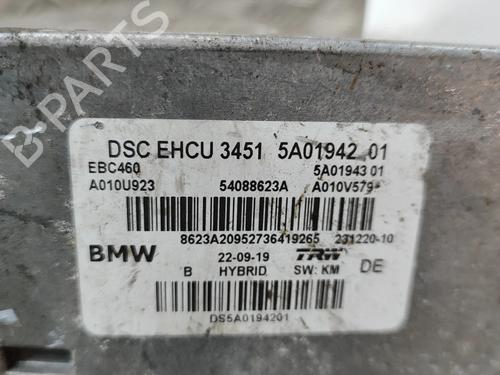 DSC EHCU 3451 5A01942 01
EBC460 5A01943 01
A010U923 54088623A A010V579*
8623A20952736419265 231220-10
BMW 22-09-19 TRW
B HYBRID SW: KM DE
DS5A0194201
B-PARTS